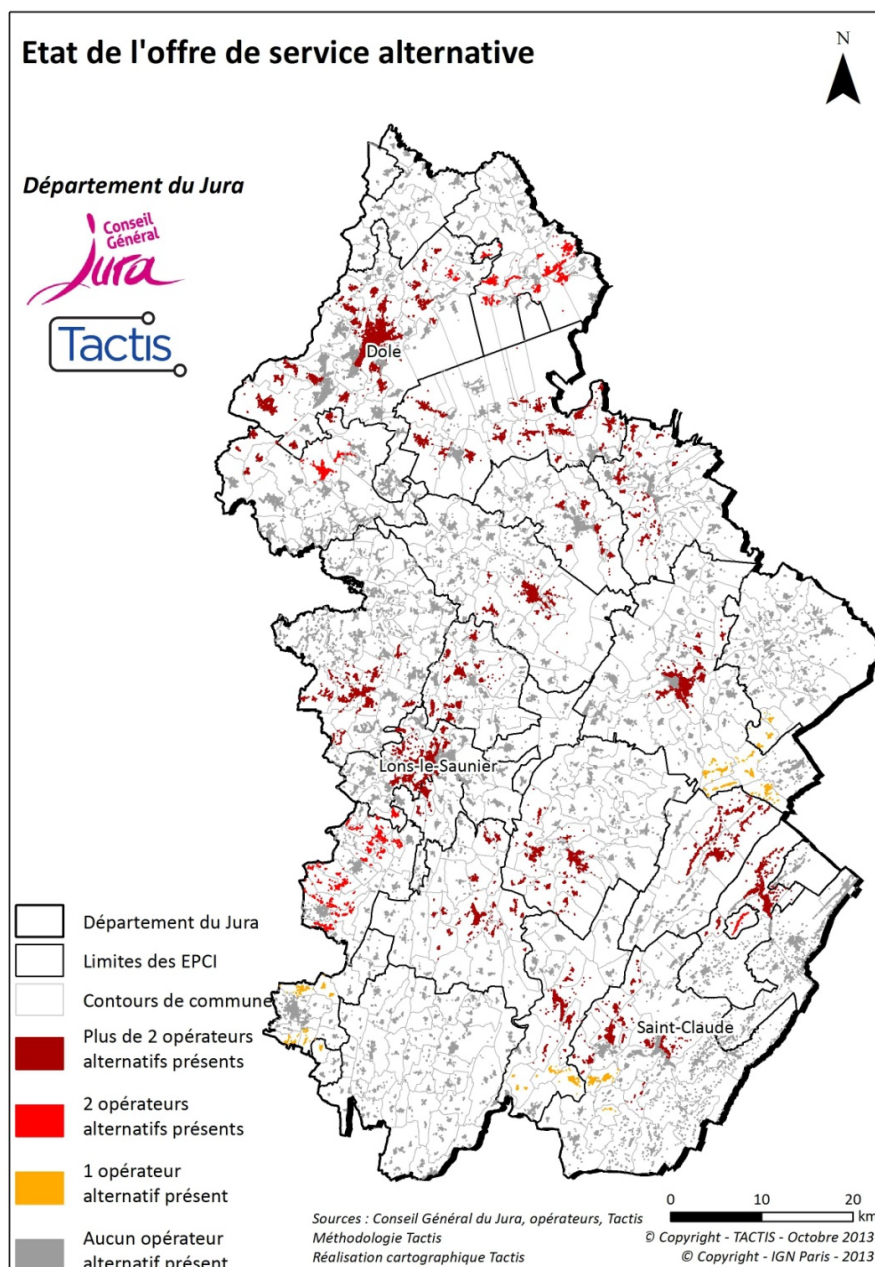 Etat de l'offre de service alternative
N
Département du Jura
Conseil
Général
Jura
Tactis
Dole
Lons-le-Saunier
Saint-Claude
Département du Jura
Limites des EPCI
Contours de commune
Plus de 2 opérateurs
alternatifs présents
2 opérateurs
alternatifs présents
1 opérateur
alternatif présent
Aucun opérateur
alternatif présent
Sources : Conseil Général du Jura, opérateurs, Tactis
Méthodologie Tactis
Réalisation cartographique Tactis
0 10 20
km
© Copyright - TACTIS - Octobre 2013
© Copyright - IGN Paris - 2013